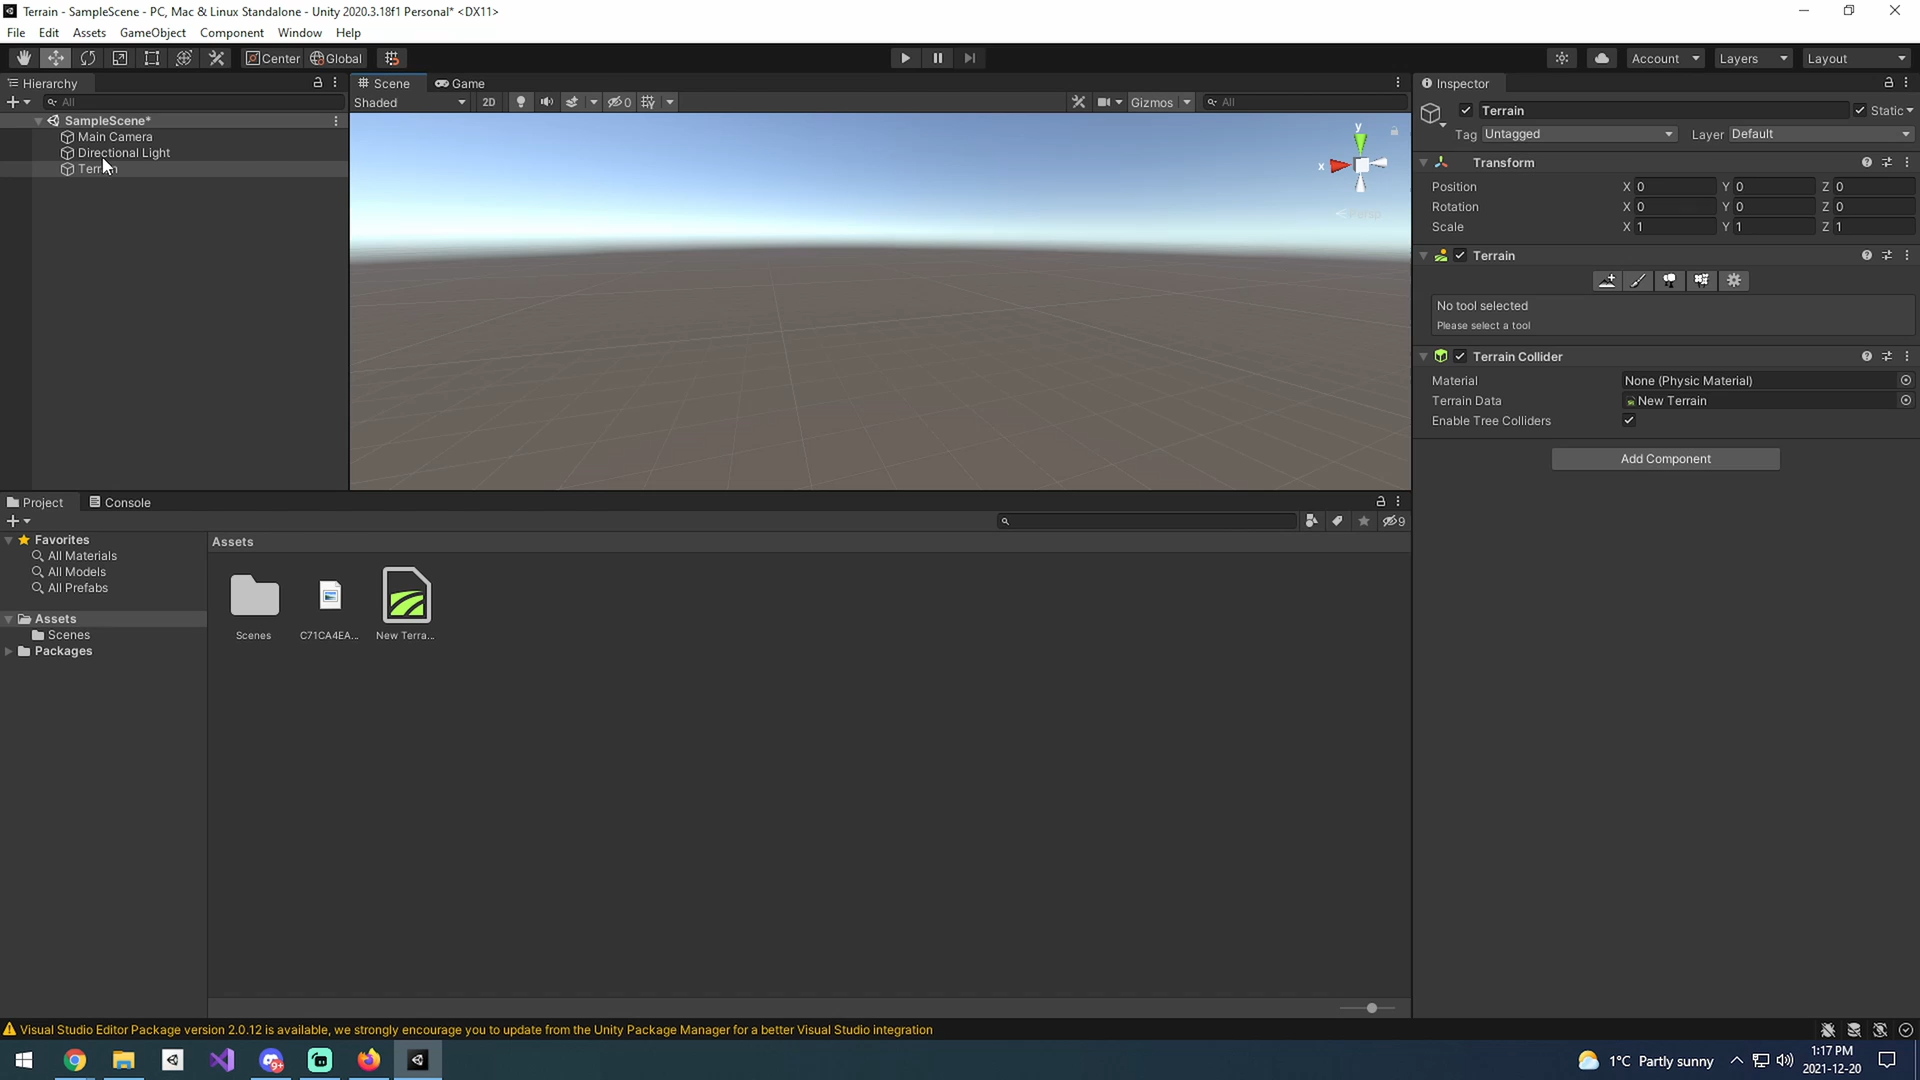 Terrain - SampleScene - PC, Mac & Linux Standalone - Unity 2020.3.18f1 Personal* <DX11>
File Edit Assets GameObject Component Window Help
Center Global Account Layers Layout
Hierarchy
All
SampleScene*
Main Camera
Directional Light
Terrain
Scene Game
Shaded 2D 0 Gizmos All
y
x
Persp
Inspector
Terrain Static
Tag Untagged Layer Default
Transform
Position X 0 Y 0 Z 0
Rotation X 0 Y 0 Z 0
Scale X 1 Y 1 Z 1
Terrain
No tool selected
Please select a tool
Terrain Collider
Material None (Physic Material)
Terrain Data New Terrain
Enable Tree Colliders
Add Component
Project Console
9
Favorites
All Materials
All Models
All Prefabs
Assets
Scenes
Packages
Assets
Scenes C71CA4EA... New Terra...
Visual Studio Editor Package version 2.0.12 is available, we strongly encourage you to update from the Unity Package Manager for a better Visual Studio integration
9+
1°C Partly sunny
1:17 PM
2021-12-20